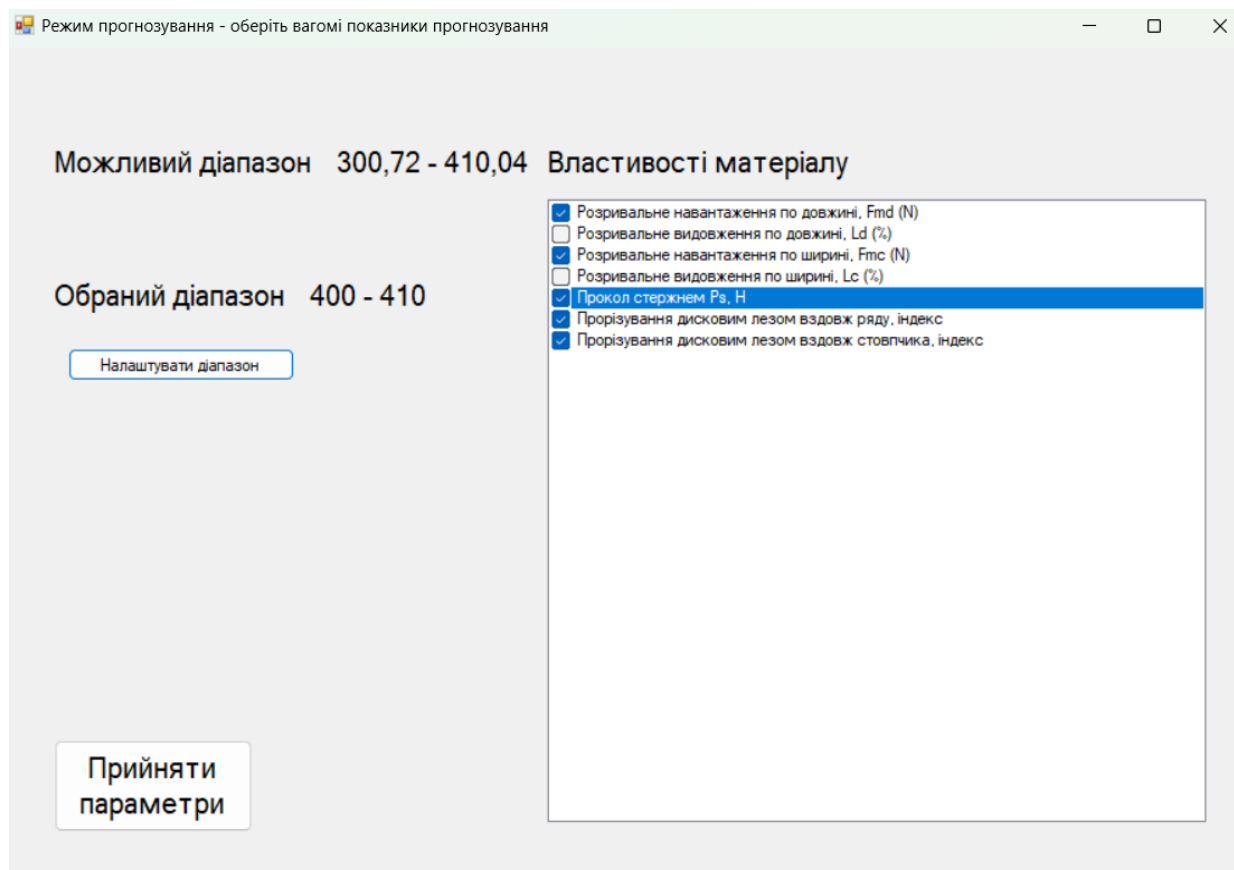 Режим прогнозування - оберіть вагомі показники прогнозування
Можливий діапазон 300,72 - 410,04
Обраний діапазон 400 - 410
Налаштувати діапазон
Прийняти
параметри
Властивості матеріалу
Розривальне навантаження по довжині, Fmd (N)
Розривальне видовження по довжині, Ld (%)
Розривальне навантаження по ширині, Fmc (N)
Розривальне видовження по ширині, Lc (%)
Прокол стержнем Ps, Н
Прорізування дисковим лезом вздовж ряду, індекс
Прорізування дисковим лезом вздовж стовпчика, індекс